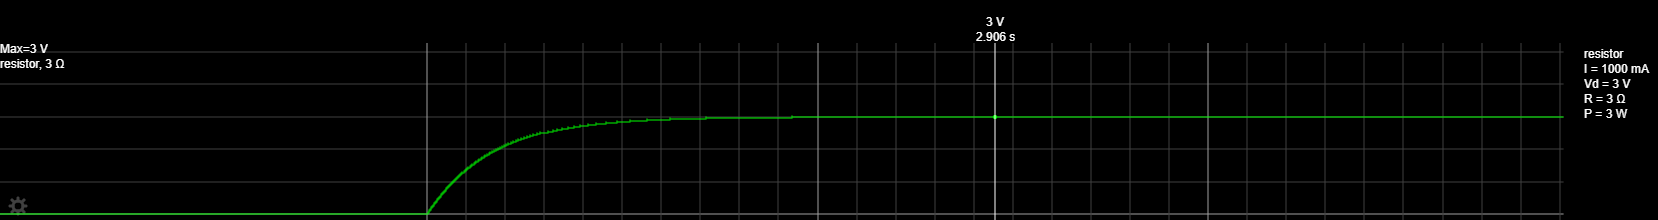 3 V
2.906 s
Max=3 V
resistor, 3 Ω
resistor
I = 1000 mA
Vd = 3 V
R = 3 Ω
P = 3 W